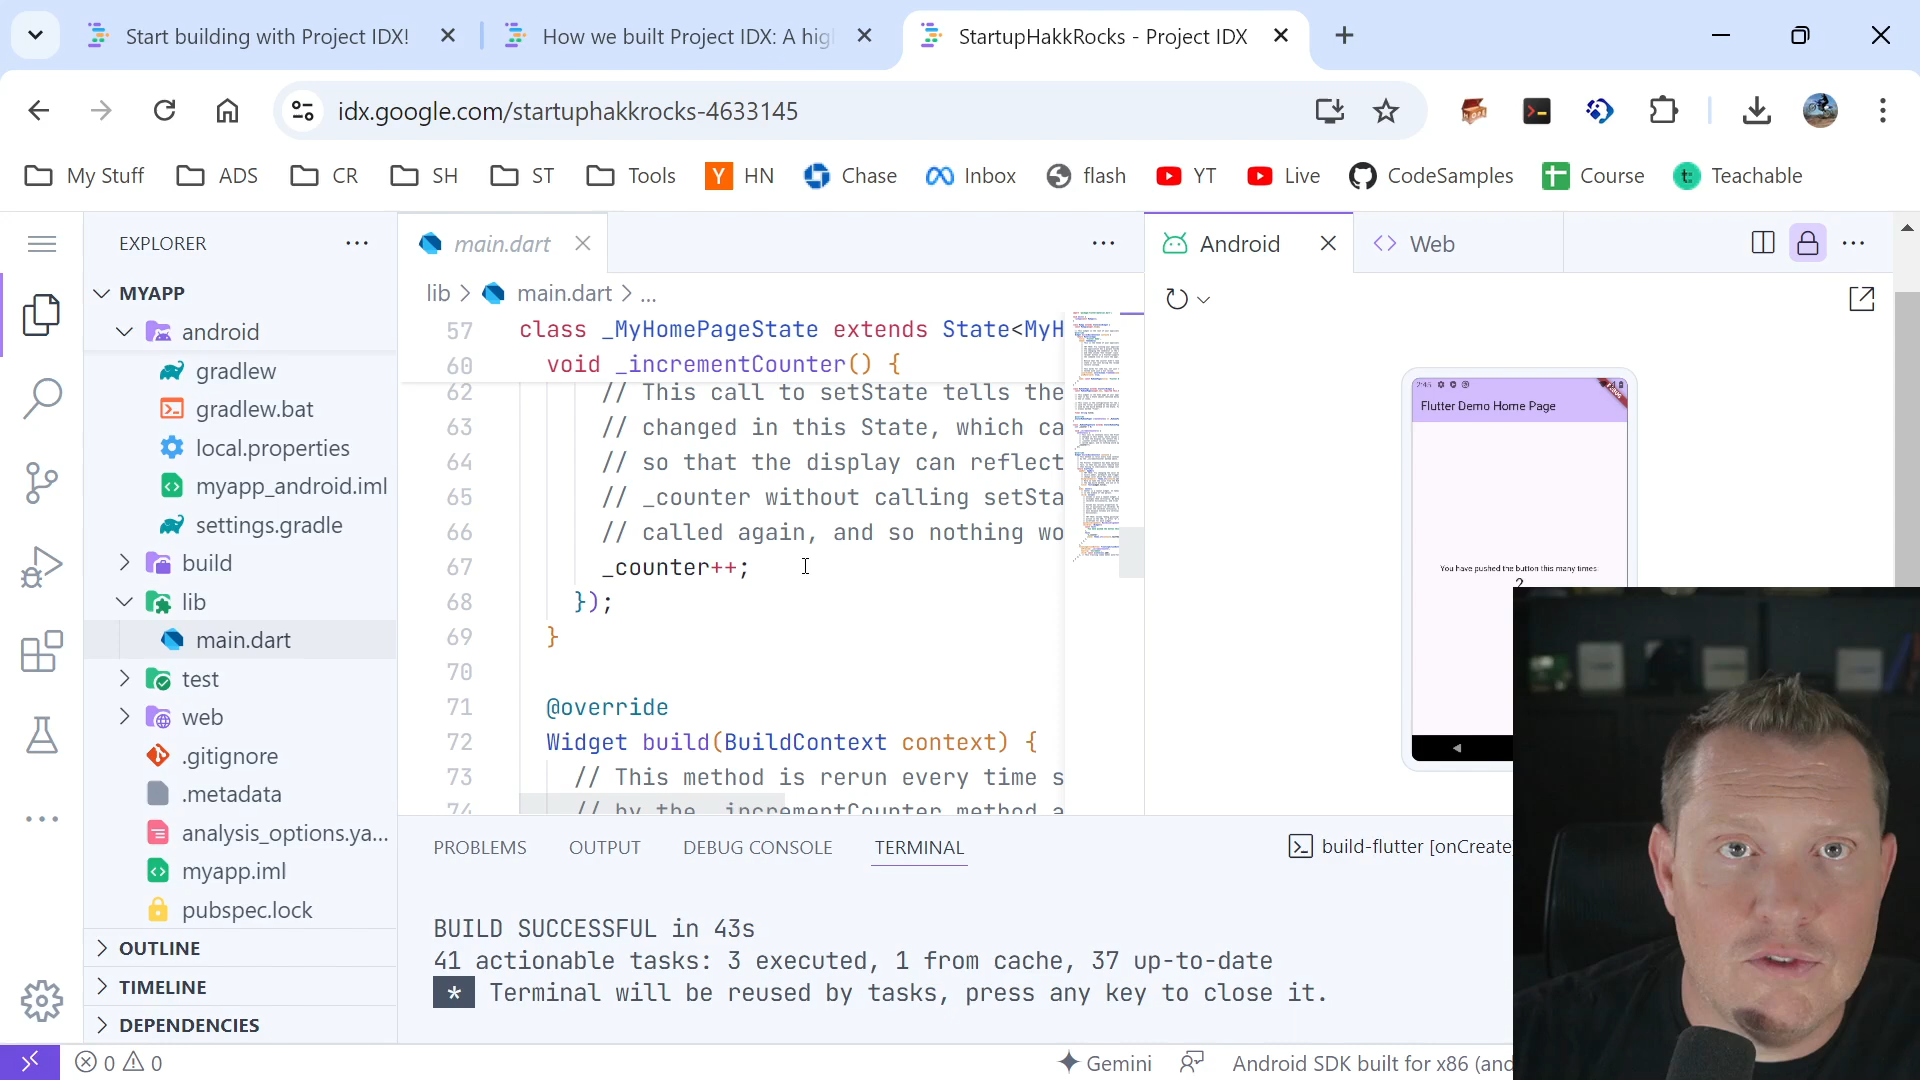 Start building with Project IDX!
How we built Project IDX: A hig
StartupHakkRocks - Project IDX
idx.google.com/startuphakkrocks-4633145
My Stuff
ADS
CR
SH
ST
Tools
HN
Chase
Inbox
flash
YT
Live
CodeSamples
Course
Teachable
EXPLORER
MYAPP
android
gradlew
gradlew.bat
local.properties
myapp_android.iml
settings.gradle
build
lib
main.dart
test
web
.gitignore
.metadata
analysis_options.ya...
myapp.iml
pubspec.lock
OUTLINE
TIMELINE
DEPENDENCIES
main.dart
lib > main.dart > ...
57 class _MyHomePageState extends State<MyH
60 void _incrementCounter() {
62 // This call to setState tells the
63 // changed in this State, which ca
64 // so that the display can reflect
65 // _counter without calling setSta
66 // called again, and so nothing wo
67 _counter++;
68 });
69 }
70
71 @override
72 Widget build(BuildContext context) {
73 // This method is rerun every time s
74 // by the _incrementCounter method a
Android
Web
2:45
Flutter Demo Home Page
You have pushed the button this many times:
2
PROBLEMS
OUTPUT
DEBUG CONSOLE
TERMINAL
build-flutter [onCreate
BUILD SUCCESSFUL in 43s
41 actionable tasks: 3 executed, 1 from cache, 37 up-to-date
* Terminal will be reused by tasks, press any key to close it.
0 0
Gemini
Android SDK built for x86 (and